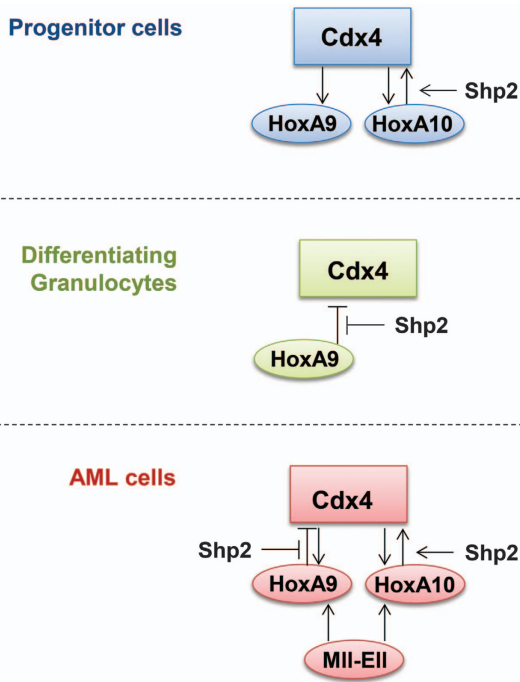 Progenitor cells
Cdx4
Shp2
HoxA9
HoxA10
Differentiating
Granulocytes
Cdx4
Shp2
HoxA9
AML cells
Cdx4
Shp2
Shp2
HoxA9
HoxA10
Mll-Ell